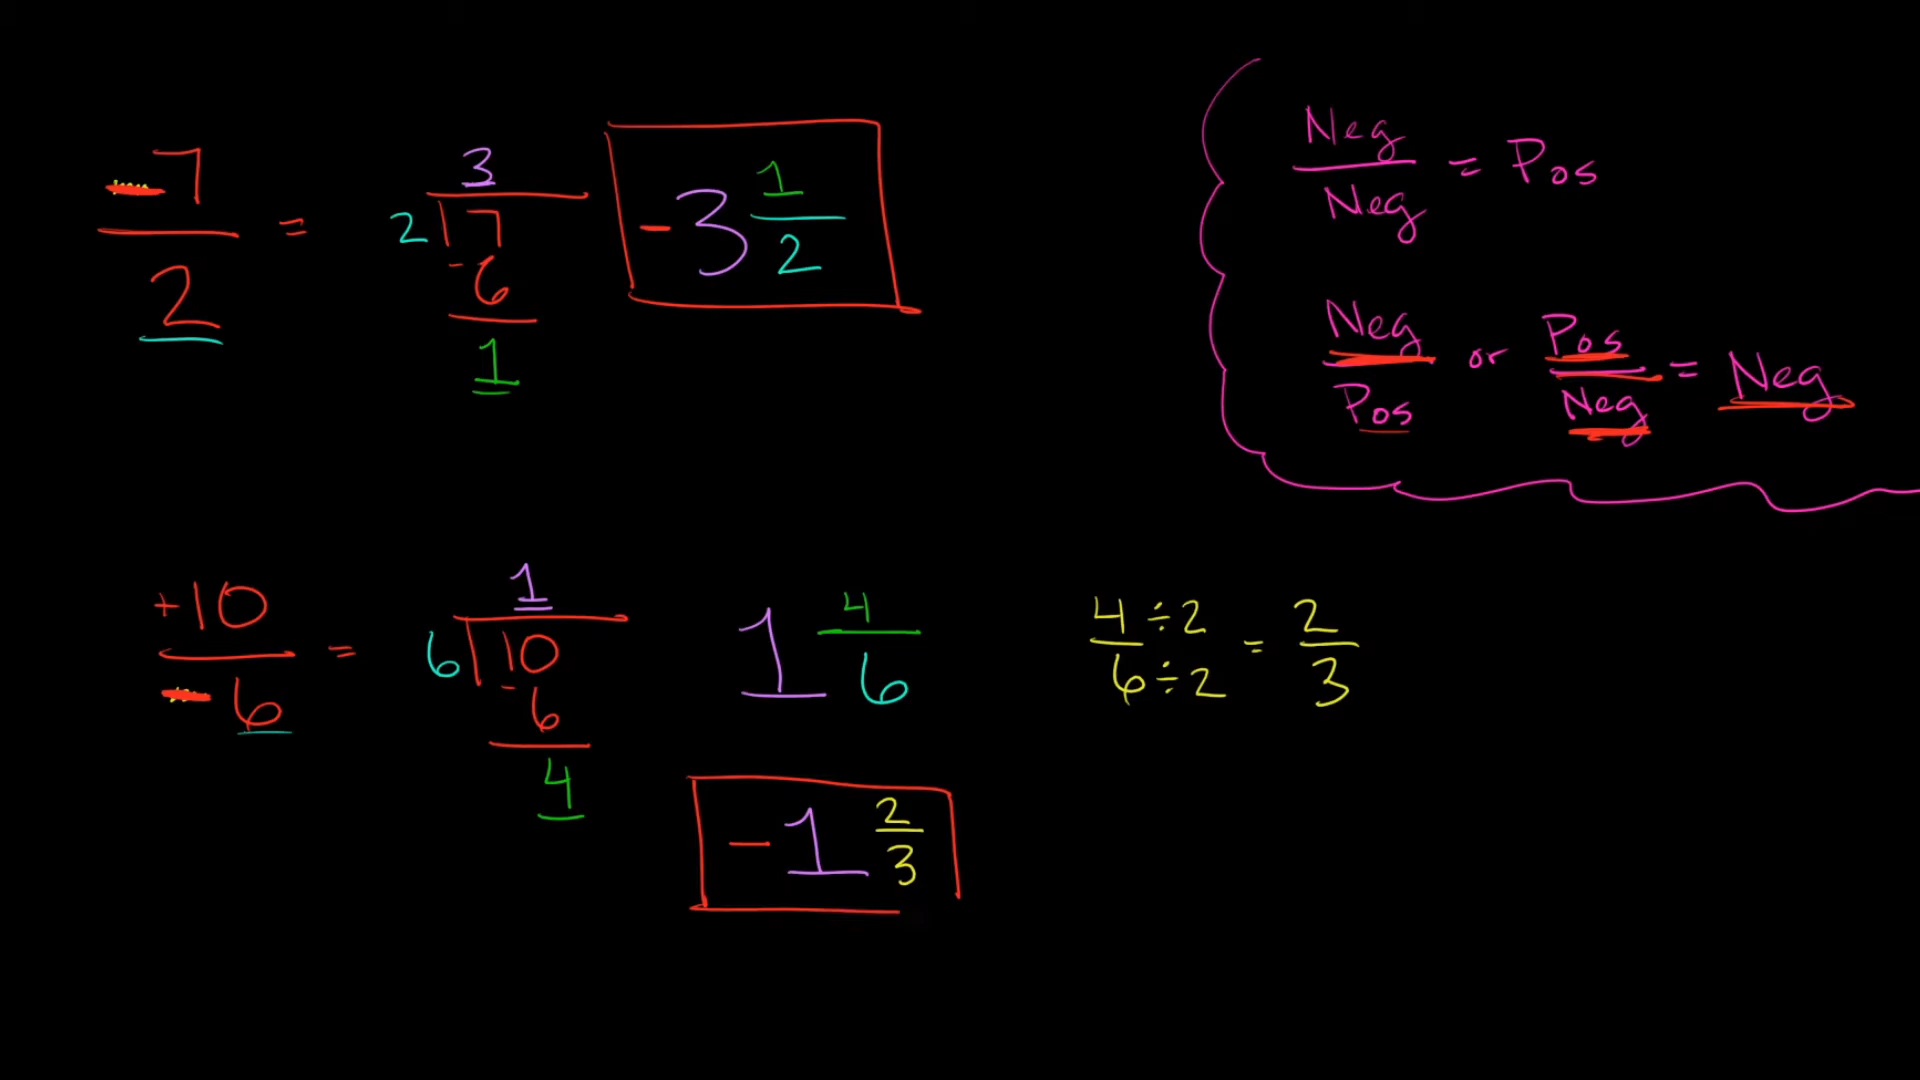 -7/2 = 2)7 3 -6 1
-3 1/2
Neg/Neg = Pos
Neg/Pos or Pos/Neg = Neg
+10/-6 = 6)10 1 -6 4
1 4/6
4÷2/6÷2 = 2/3
-1 2/3